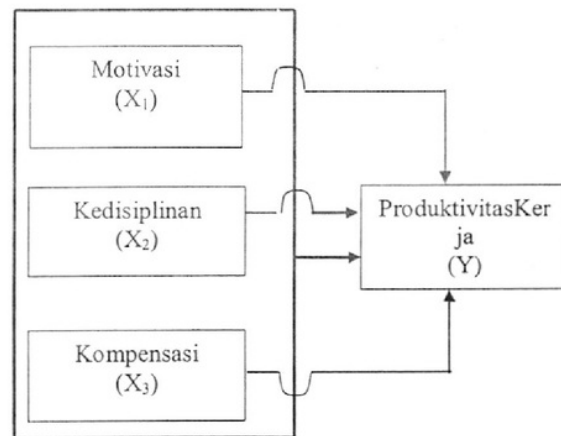 Motivasi
(X₁)
Kedisiplinan
(X₂)
ProduktivitasKer
ja
(Y)
Kompensasi
(X₃)